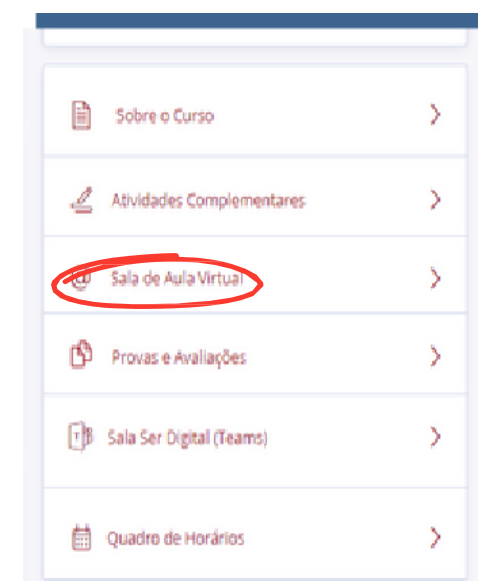 Sobre o Curso
Atividades Complementares
Sala de Aula Virtual
Provas e Avaliações
Sala Ser Digital (Teams)
Quadro de Horários